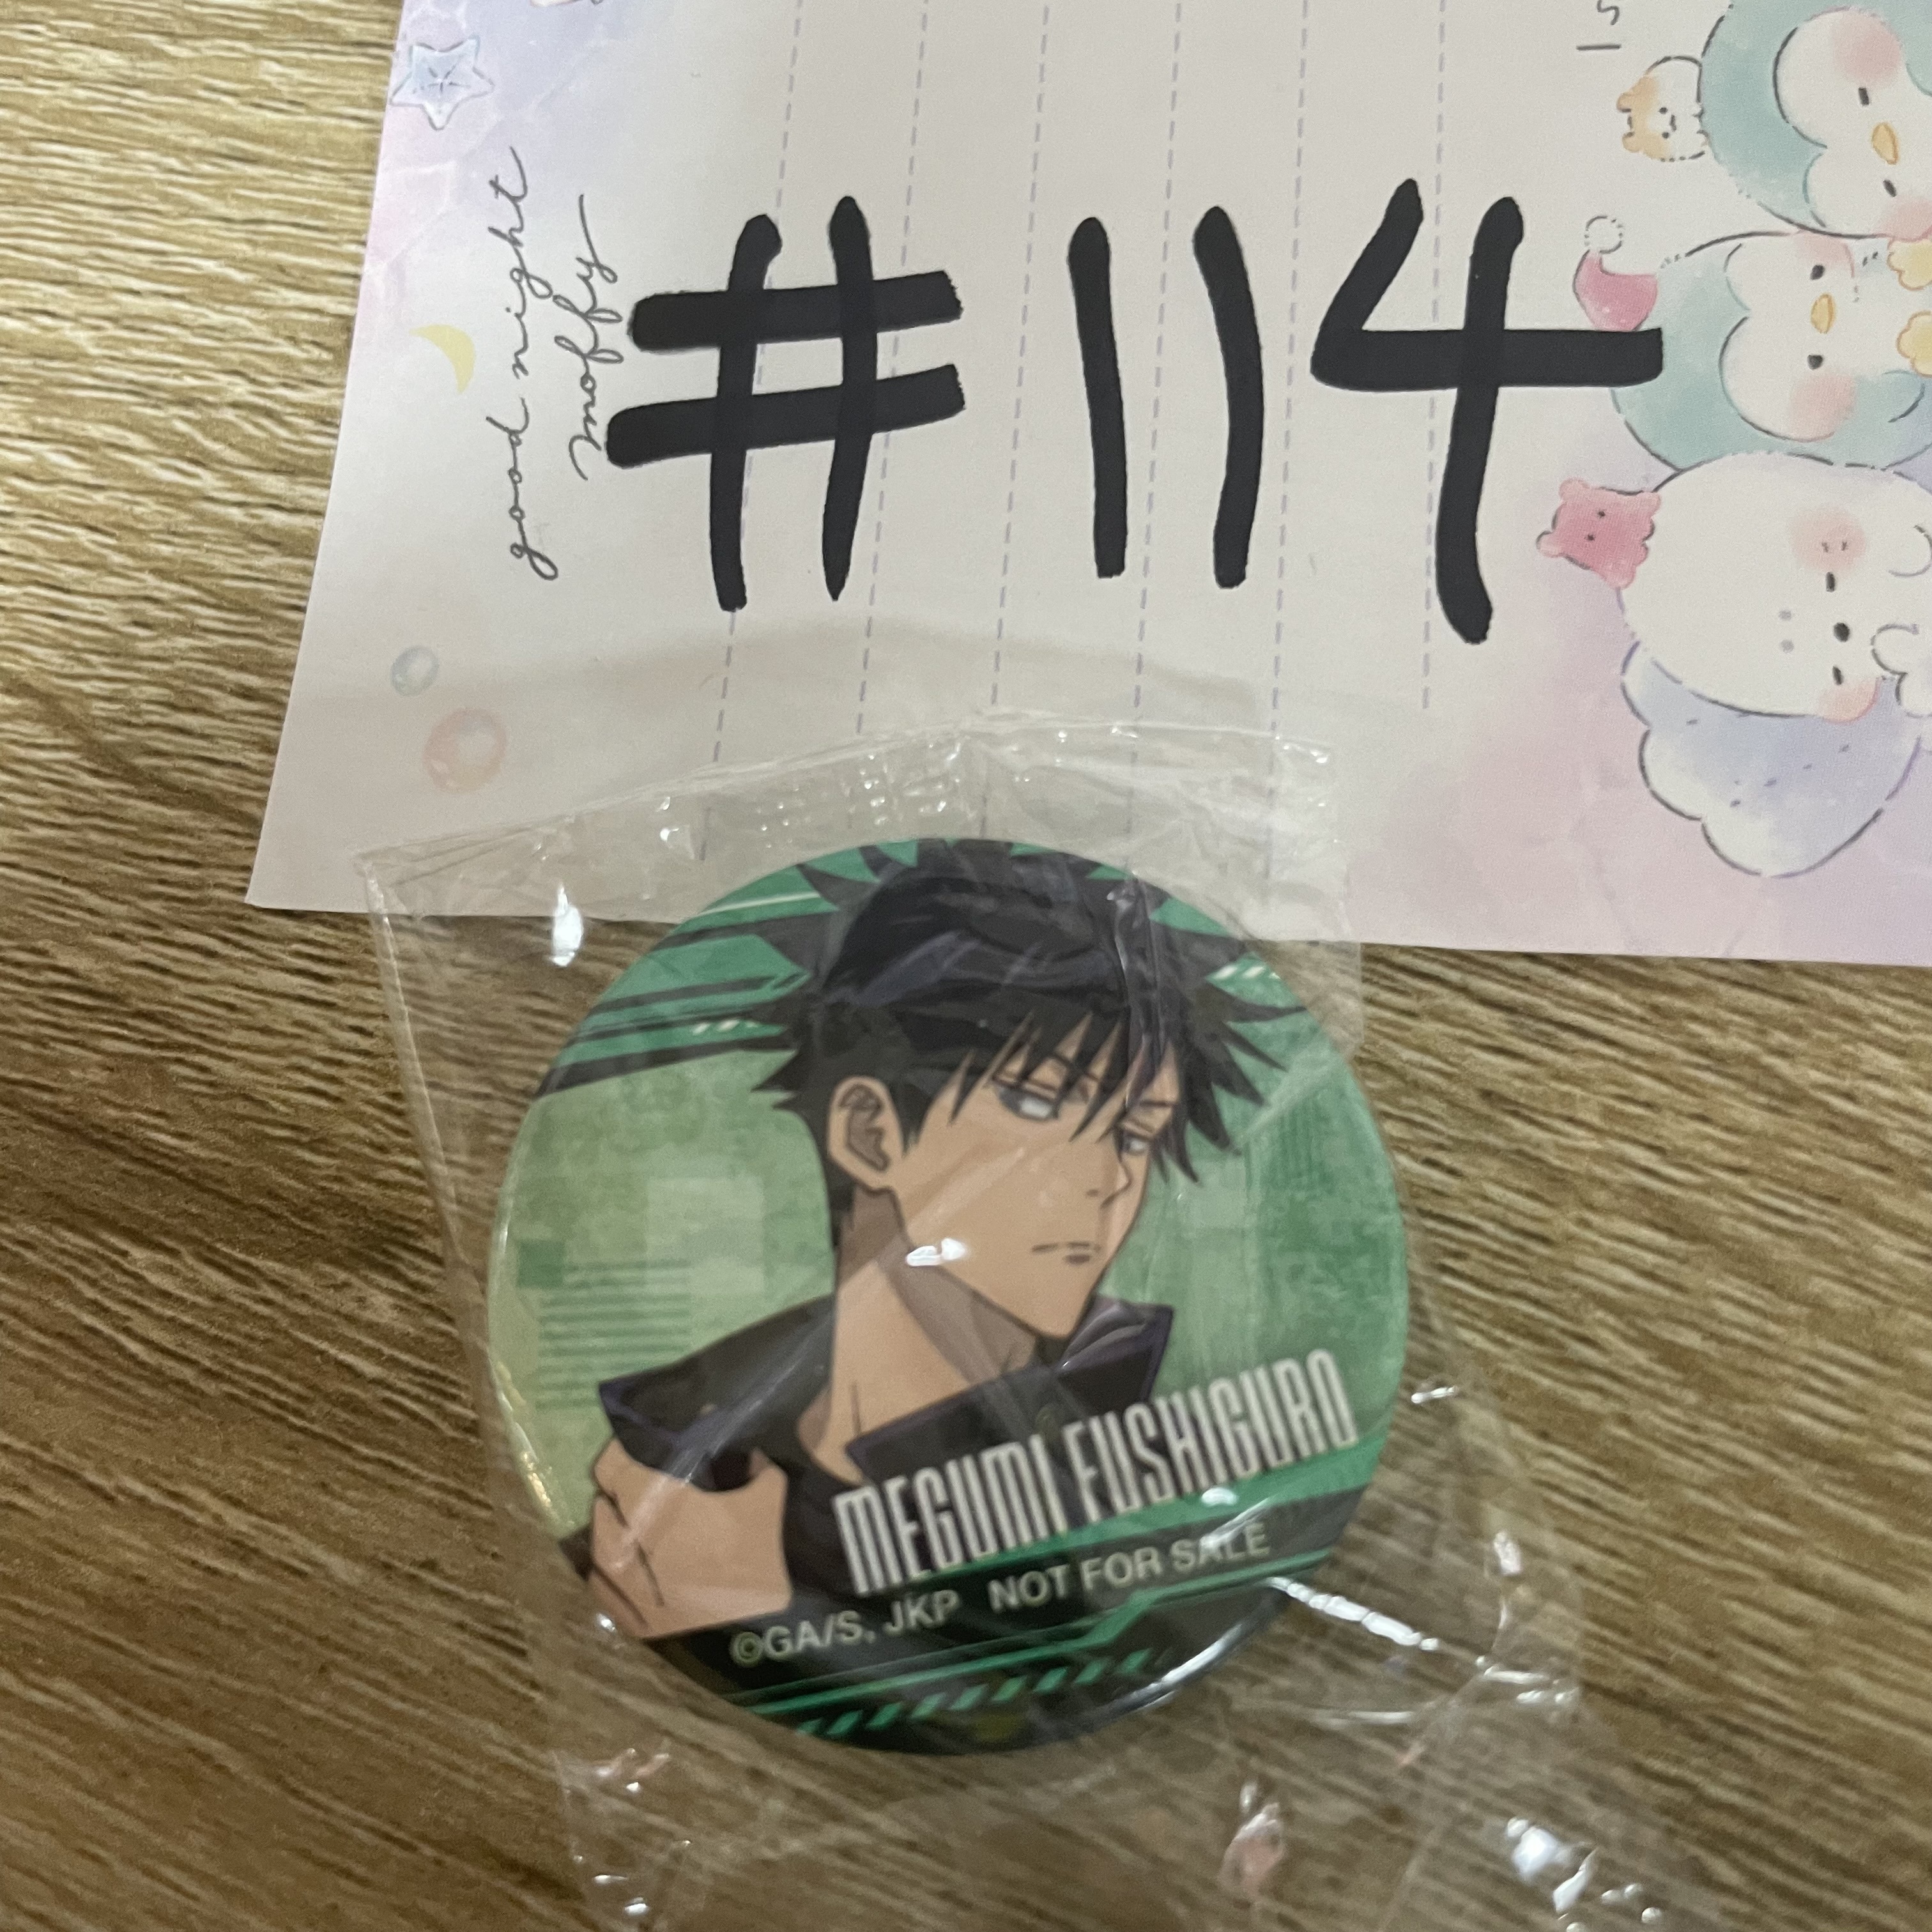 #114
good night
moffy
MEGUMI FUSHIGURO
©GA/S, JKP NOT FOR SALE